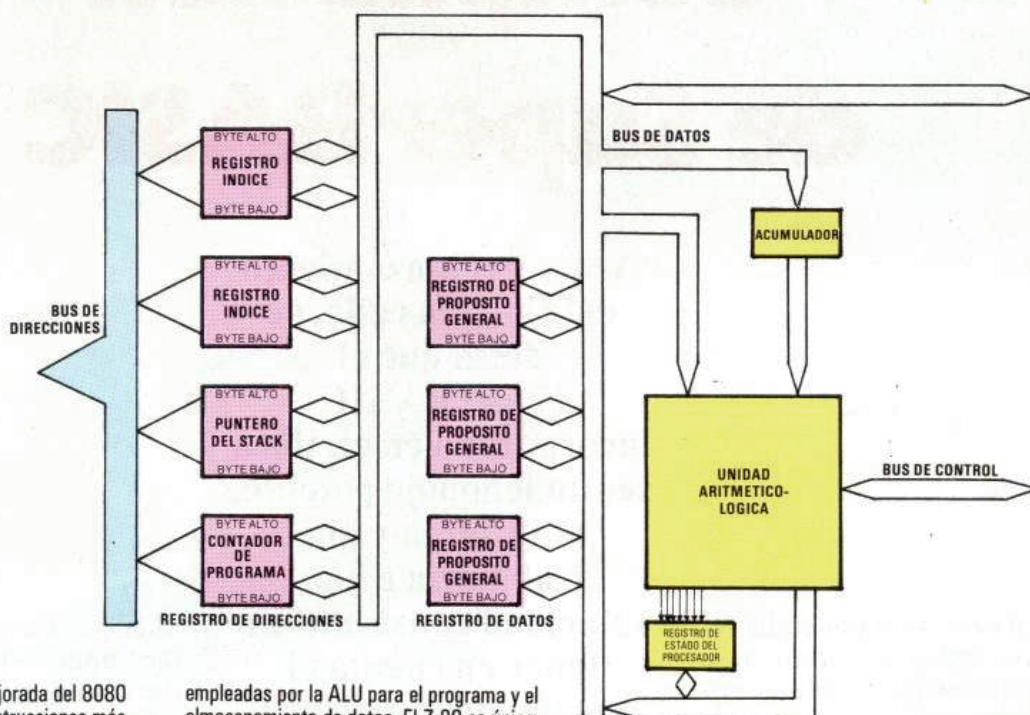 BUS DE DATOS
BYTE ALTO
REGISTRO
INDICE
BYTE BAJO
ACUMULADOR
BYTE ALTO
REGISTRO
INDICE
BYTE BAJO
BYTE ALTO
REGISTRO DE
PROPOSITO
GENERAL
BYTE BAJO
BUS DE
DIRECCIONES
BYTE ALTO
PUNTERO
DEL STACK
BYTE BAJO
BYTE ALTO
REGISTRO DE
PROPOSITO
GENERAL
BYTE BAJO
UNIDAD
ARITMETICO-
LOGICA
BUS DE CONTROL
BYTE ALTO
CONTADOR
DE
PROGRAMA
BYTE BAJO
BYTE ALTO
REGISTRO DE
PROPOSITO
GENERAL
BYTE BAJO
REGISTRO DE DIRECCIONES
REGISTRO DE DATOS
REGISTRO DE
ESTADO DEL
PROCESADOR
jorada del 8080
empleadas por la ALU para el programa y el